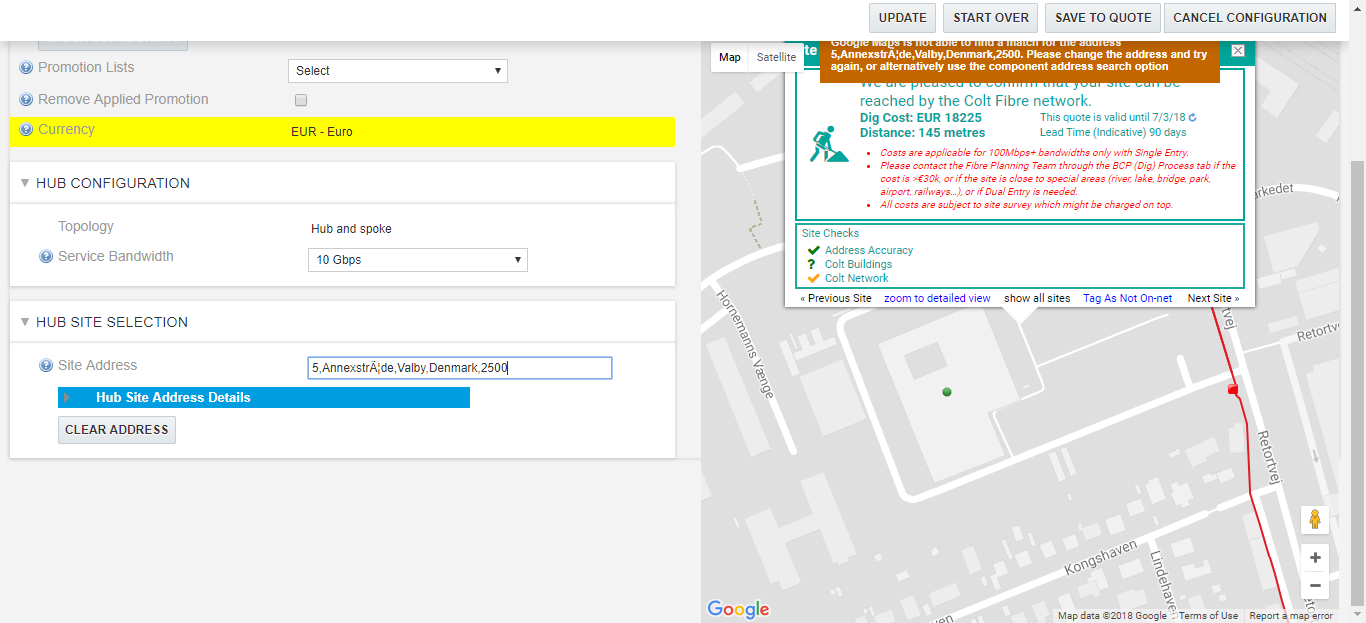 UPDATE
START OVER
SAVE TO QUOTE
CANCEL CONFIGURATION
Promotion Lists
Select
Remove Applied Promotion
Currency
EUR - Euro
HUB CONFIGURATION
Topology
Hub and spoke
Service Bandwidth
10 Gbps
HUB SITE SELECTION
Site Address
5,AnnexstrÃ¦de,Valby,Denmark,2500
Hub Site Address Details
CLEAR ADDRESS
Map
Satellite
Google Maps is not able to find a match for the address
5,AnnexstrÃ¦de,Valby,Denmark,2500. Please change the address and try
again, or alternatively use the component address search option
We are pleased to confirm that your site can be
reached by the Colt Fibre network.
Dig Cost: EUR 18225
This quote is valid until 7/3/18
Distance: 145 metres
Lead Time (Indicative) 90 days
Costs are applicable for 100Mbps+ bandwidths only with Single Entry.
Please contact the Fibre Planning Team through the BCP (Dig) Process tab if the
cost is >€30k, or if the site is close to special areas (river, lake, bridge, park,
airport, railways...), or if Dual Entry is needed.
All costs are subject to site survey which might be charged on top.
Site Checks
Address Accuracy
Colt Buildings
Colt Network
« Previous Site
zoom to detailed view
show all sites
Tag As Not On-net
Next Site »
Hornemanns Vænge
Retortvej
Kongshaven
Google
Map data ©2018 Google
Terms of Use
Report a map error